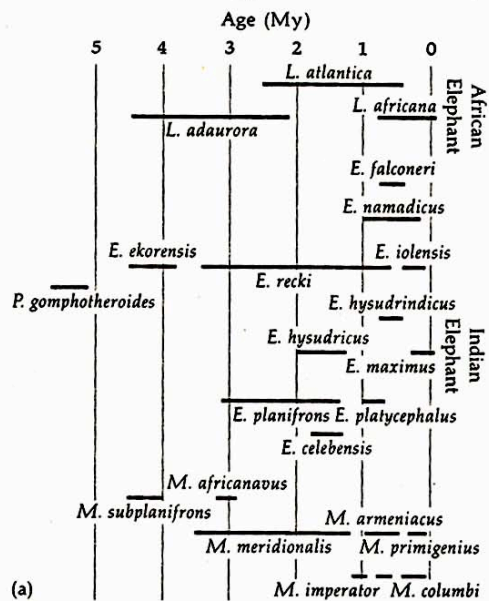 Age (My)
5 4 3 2 1 0
L. atlantica
L. africana
L. adaurora
African
Elephant
E. falconeri
E. namadicus
E. ekorensis
E. iolensis
E. recki
P. gomphotheroides
E. hysudrindicus
E. hysudricus
E. maximus
Indian
Elephant
E. planifrons E. platycephalus
E. celebensis
M. africanavus
M. subplanifrons
M. armeniacus
M. meridionalis M. primigenius
(a) M. imperator M. columbi